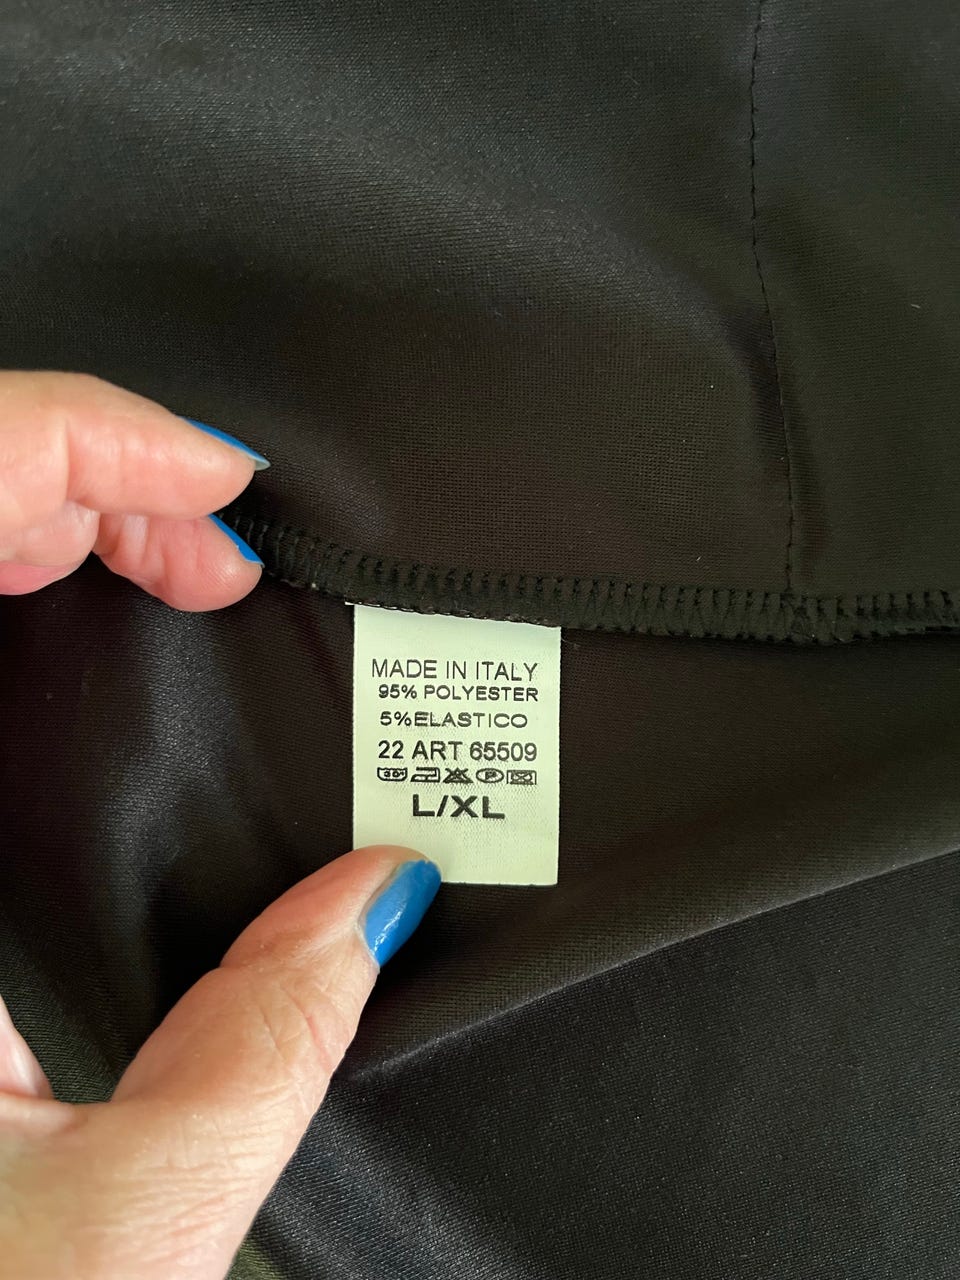 MADE IN ITALY
95% POLYESTER
5%ELASTICO
22 ART 65509
L/XL